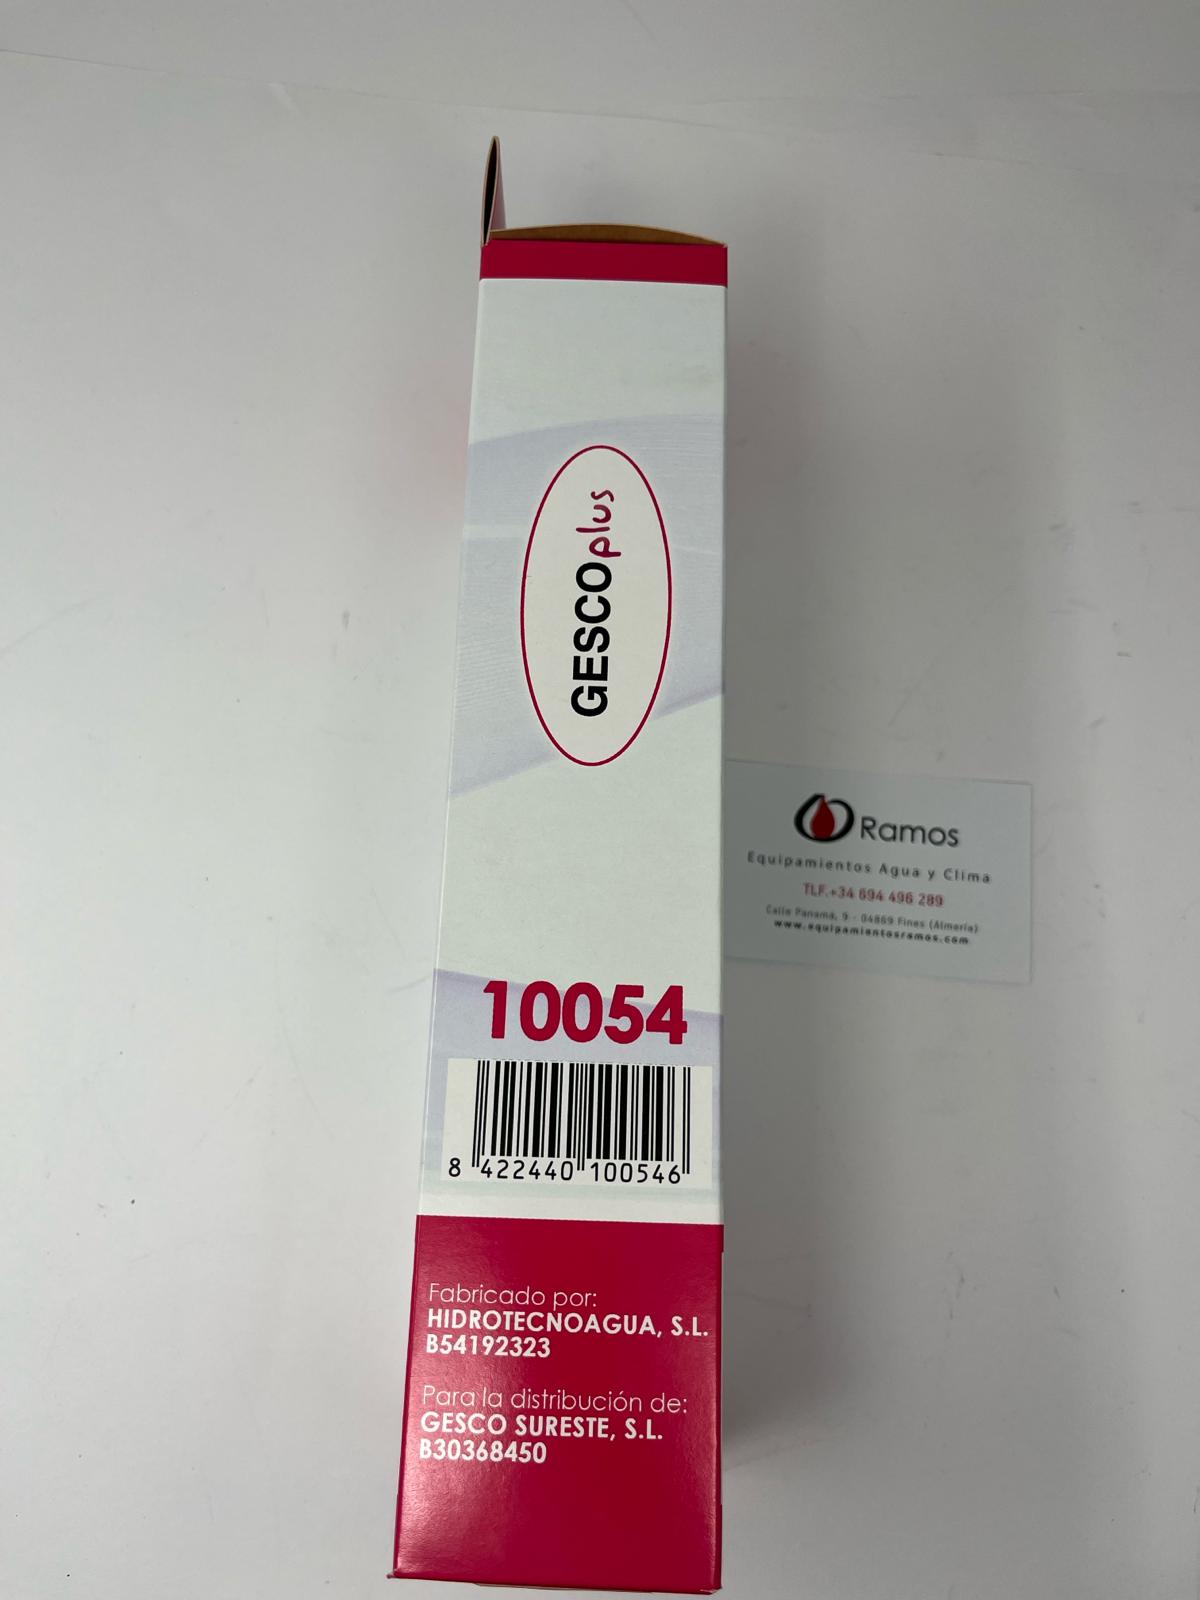 GESCOplus
Ramos
Equipamientos Agua y Clima
TLF.+34 694 496 289
Calle Panamá, 9 - 04869 Fines (Almería)
www.equipamientosramos.com
10054
8 422440 100546
Fabricado por:
HIDROTECNOAGUA, S.L.
B54192323
Para la distribución de:
GESCO SURESTE, S.L.
B30368450